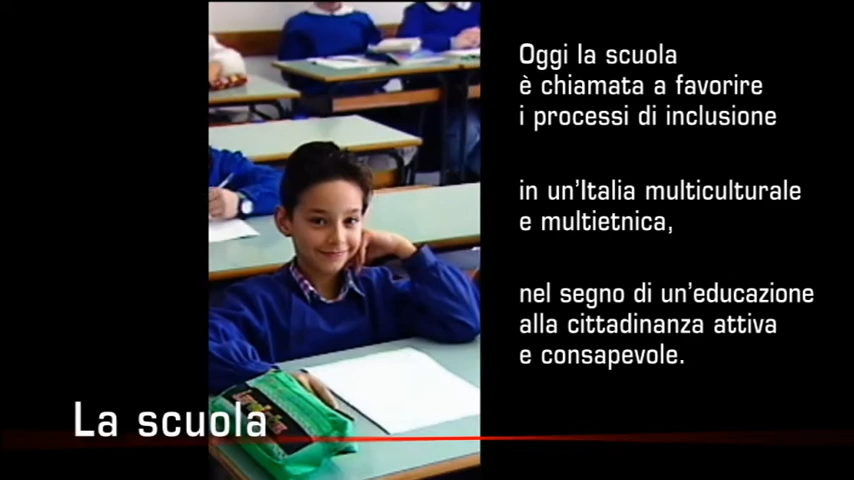 Oggi la scuola
è chiamata a favorire
i processi di inclusione
in un'Italia multiculturale
e multietnica,
nel segno di un'educazione
alla cittadinanza attiva
e consapevole.
La scuola